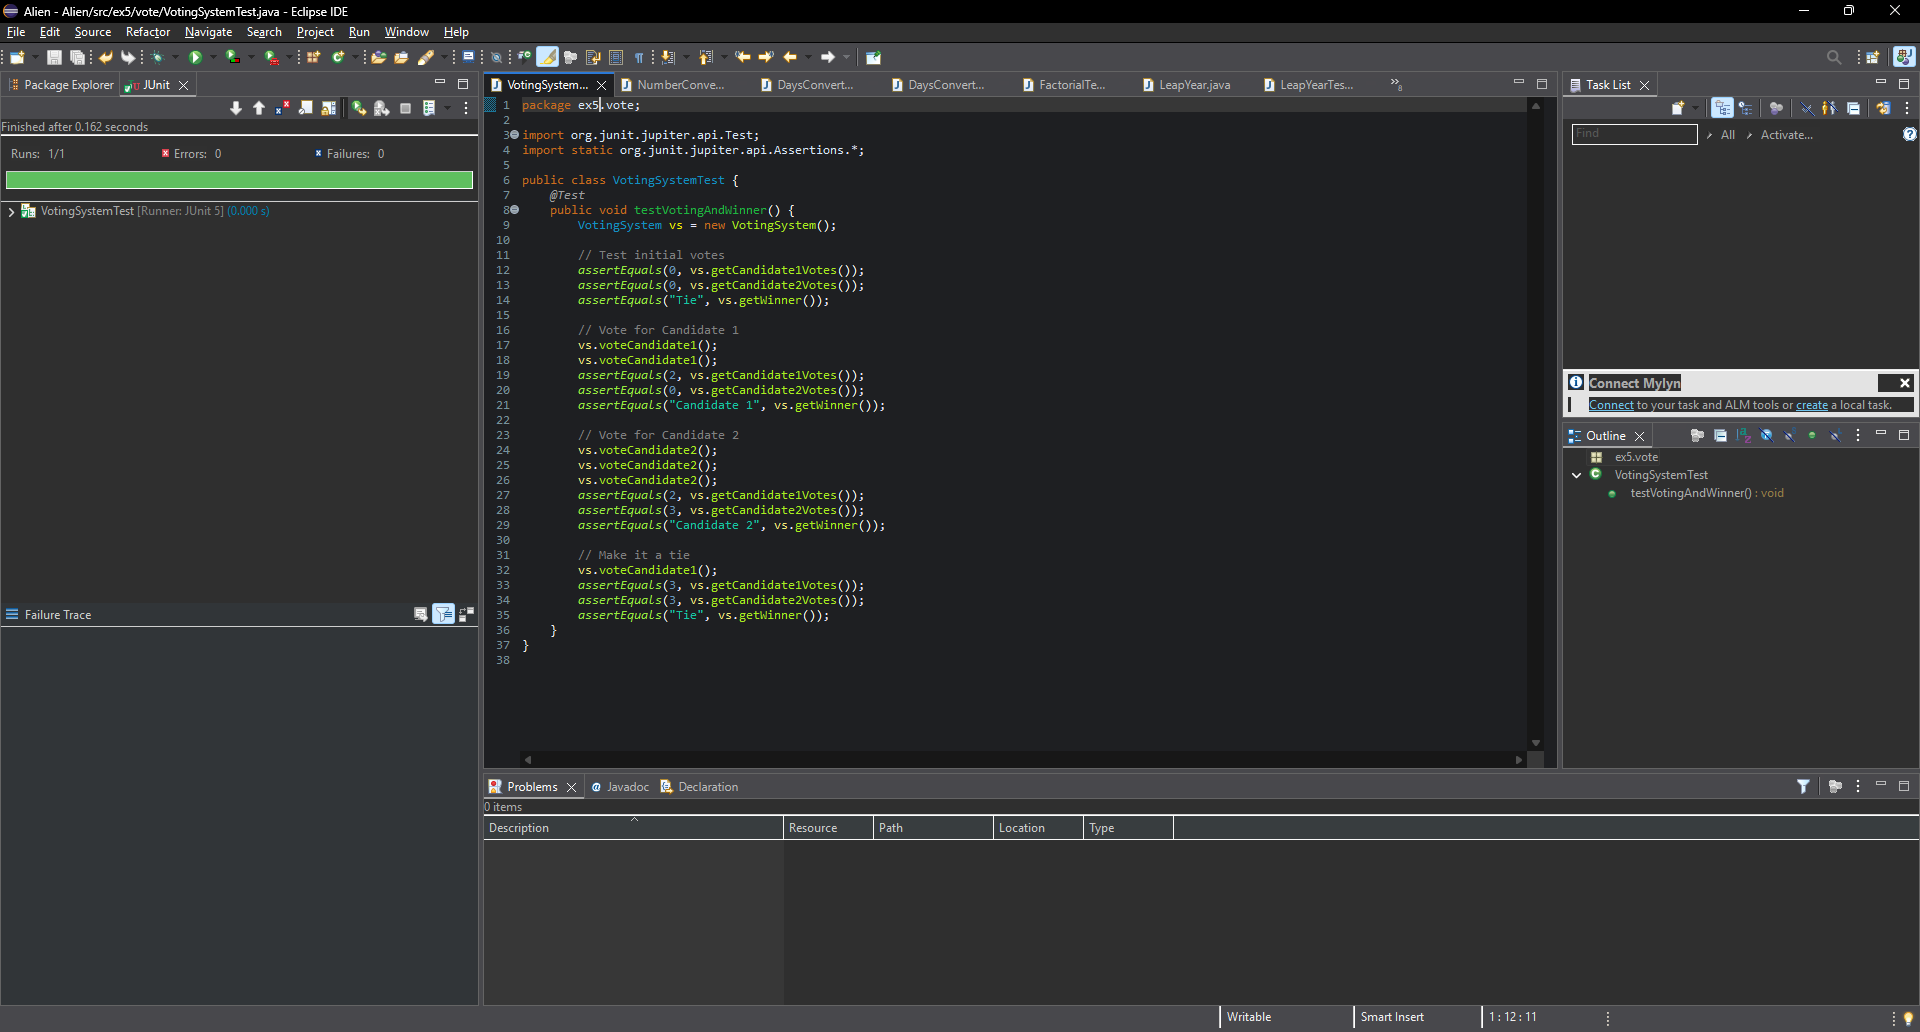 Alien - Alien/src/ex5/vote/VotingSystemTest.java - Eclipse IDE
File Edit Source Refactor Navigate Search Project Run Window Help
Package Explorer JUnit
Finished after 0.162 seconds
Runs: 1/1 Errors: 0 Failures: 0
VotingSystemTest [Runner: JUnit 5] (0.000 s)
Failure Trace
VotingSystem... NumberConve... DaysConvert... DaysConvert... FactorialTe... LeapYear.java LeapYearTes... »8
1 package ex5.vote;
2
3 import org.junit.jupiter.api.Test;
4 import static org.junit.jupiter.api.Assertions.*;
5
6 public class VotingSystemTest {
7 @Test
8 public void testVotingAndWinner() {
9 VotingSystem vs = new VotingSystem();
10
11 // Test initial votes
12 assertEquals(0, vs.getCandidate1Votes());
13 assertEquals(0, vs.getCandidate2Votes());
14 assertEquals("Tie", vs.getWinner());
15
16 // Vote for Candidate 1
17 vs.voteCandidate1();
18 vs.voteCandidate1();
19 assertEquals(2, vs.getCandidate1Votes());
20 assertEquals(0, vs.getCandidate2Votes());
21 assertEquals("Candidate 1", vs.getWinner());
22
23 // Vote for Candidate 2
24 vs.voteCandidate2();
25 vs.voteCandidate2();
26 vs.voteCandidate2();
27 assertEquals(2, vs.getCandidate1Votes());
28 assertEquals(3, vs.getCandidate2Votes());
29 assertEquals("Candidate 2", vs.getWinner());
30
31 // Make it a tie
32 vs.voteCandidate1();
33 assertEquals(3, vs.getCandidate1Votes());
34 assertEquals(3, vs.getCandidate2Votes());
35 assertEquals("Tie", vs.getWinner());
36 }
37 }
38
Task List
Find All Activate...
Connect Mylyn
Connect to your task and ALM tools or create a local task.
Outline
ex5.vote
VotingSystemTest
testVotingAndWinner() : void
Problems Javadoc Declaration
0 items
Description Resource Path Location Type
Writable Smart Insert 1 : 12 : 11